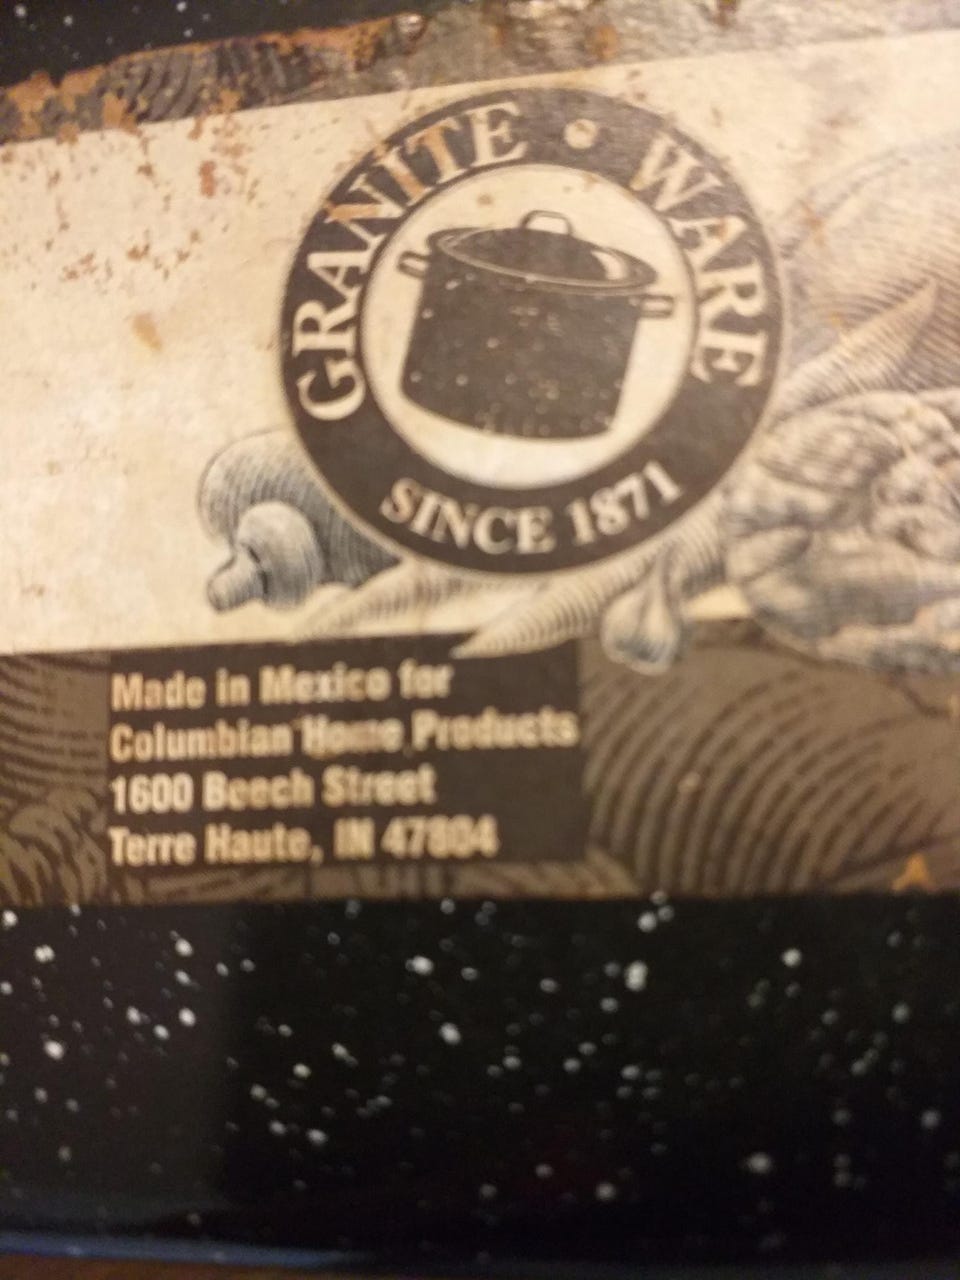 GRANITE • WARE
SINCE 1871
Made in Mexico for
Columbian Home Products
1600 Beech Street
Terre Haute, IN 47804